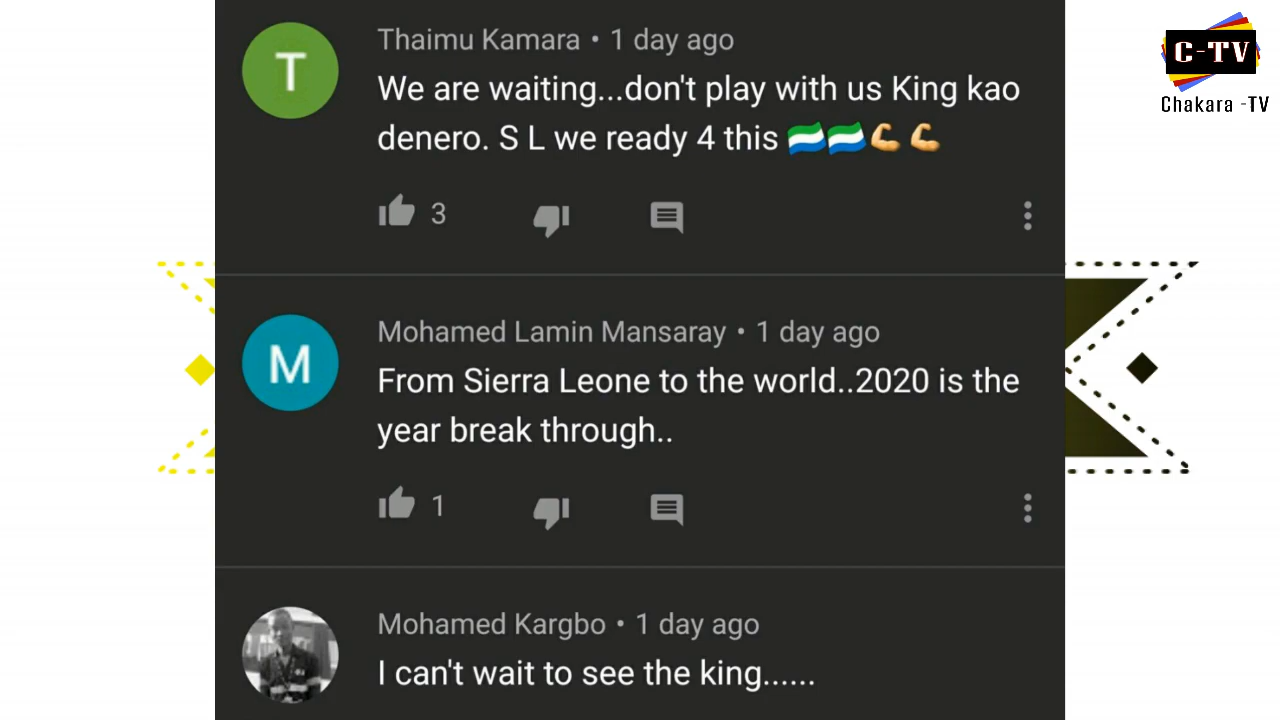 C-TV
Chakara -TV
T
Thaimu Kamara • 1 day ago
We are waiting...don't play with us King kao
denero. S L we ready 4 this 🇸🇱🇸🇱💪💪
3
M
Mohamed Lamin Mansaray • 1 day ago
From Sierra Leone to the world..2020 is the
year break through..
1
Mohamed Kargbo • 1 day ago
I can't wait to see the king......